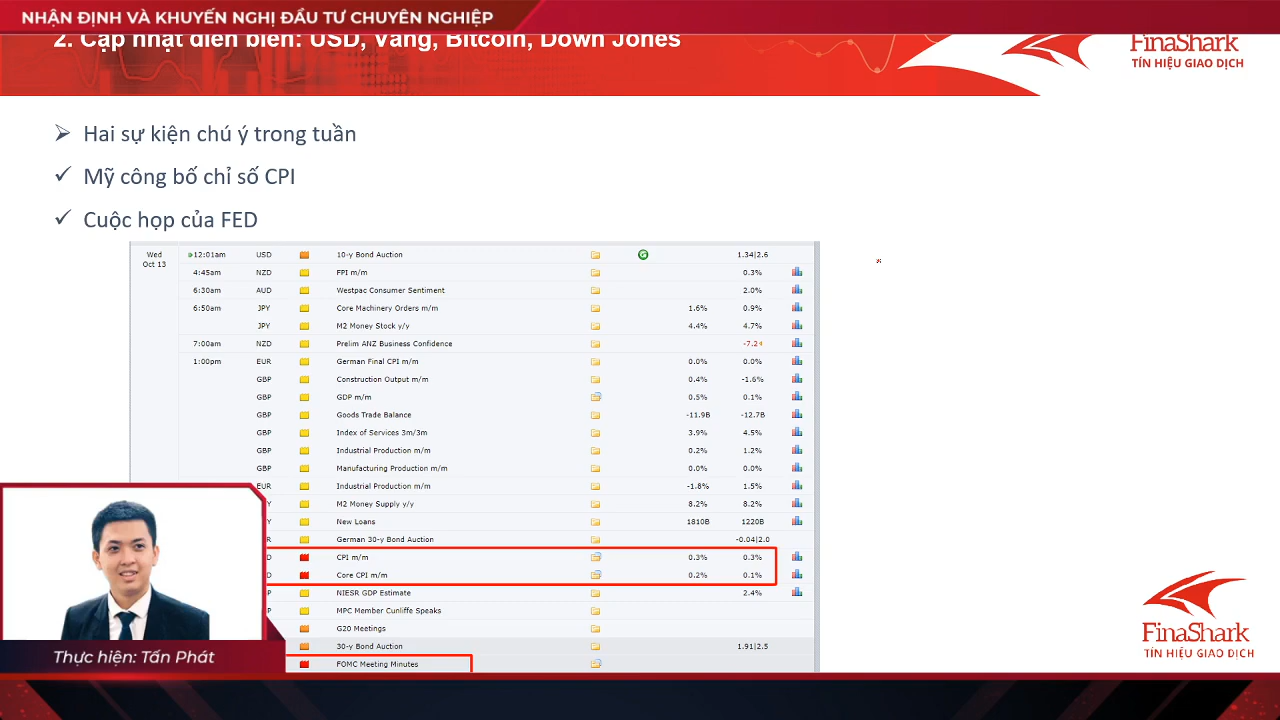 NHẬN ĐỊNH VÀ KHUYẾN NGHỊ ĐẦU TƯ CHUYÊN NGHIỆP
2. Cập nhật diễn biến: USD, Vàng, Bitcoin, Down Jones
FinaShark
TÍN HIỆU GIAO DỊCH
Hai sự kiện chú ý trong tuần
Mỹ công bố chỉ số CPI
Cuộc họp của FED
Wed
Oct 13
12:01am USD 10-y Bond Auction 1.34|2.6
4:45am NZD FPI m/m 0.3%
6:30am AUD Westpac Consumer Sentiment 2.0%
6:50am JPY Core Machinery Orders m/m 1.6% 0.9%
JPY M2 Money Stock y/y 4.4% 4.7%
7:00am NZD Prelim ANZ Business Confidence -7.2
1:00pm EUR German Final CPI m/m 0.0% 0.0%
GBP Construction Output m/m 0.4% -1.6%
GBP GDP m/m 0.5% 0.1%
GBP Goods Trade Balance -11.9B -12.7B
GBP Index of Services 3m/3m 3.9% 4.5%
GBP Industrial Production m/m 0.2% 1.2%
GBP Manufacturing Production m/m 0.0% 0.0%
EUR Industrial Production m/m -1.8% 1.5%
Y M2 Money Supply y/y 8.2% 8.2%
Y New Loans 1810B 1220B
R German 30-y Bond Auction -0.04|2.0
D CPI m/m 0.3% 0.3%
D Core CPI m/m 0.2% 0.1%
P NIESR GDP Estimate 2.4%
P MPC Member Cunliffe Speaks
G20 Meetings
30-y Bond Auction 1.91|2.5
FOMC Meeting Minutes
Thực hiện: Tấn Phát
FinaShark
TÍN HIỆU GIAO DỊCH